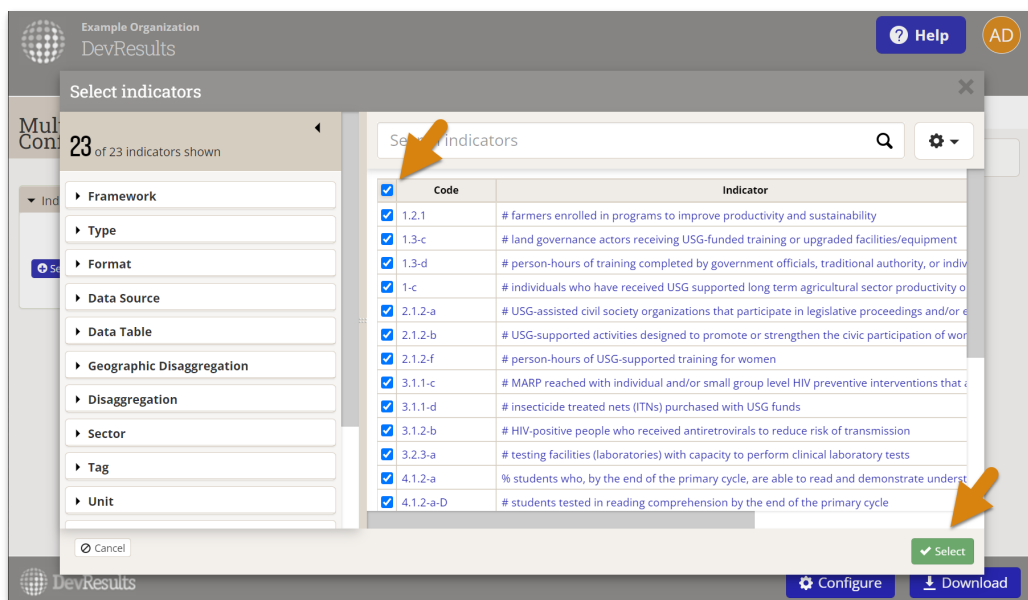 Example Organization
DevResults
Help
AD
Select indicators
Mul
Conf
23 of 23 indicators shown
indicators
Ind
Code
Indicator
Framework
Type
Format
Data Source
Data Table
Geographic Disaggregation
Disaggregation
Sector
Tag
Unit
1.2.1 # farmers enrolled in programs to improve productivity and sustainability
1.3-c # land governance actors receiving USG-funded training or upgraded facilities/equipment
1.3-d # person-hours of training completed by government officials, traditional authority, or indiv
1-c # individuals who have received USG supported long term agricultural sector productivity o
2.1.2-a # USG-assisted civil society organizations that participate in legislative proceedings and/or e
2.1.2-b # USG-supported activities designed to promote or strengthen the civic participation of wor
2.1.2-f # person-hours of USG-supported training for women
3.1.1-c # MARP reached with individual and/or small group level HIV preventive interventions that a
3.1.1-d # insecticide treated nets (ITNs) purchased with USG funds
3.1.2-b # HIV-positive people who received antiretrovirals to reduce risk of transmission
3.2.3-a # testing facilities (laboratories) with capacity to perform clinical laboratory tests
4.1.2-a % students who, by the end of the primary cycle, are able to read and demonstrate underst
4.1.2-a-D # students tested in reading comprehension by the end of the primary cycle
Se
Cancel
Select
DevResults
Configure
Download